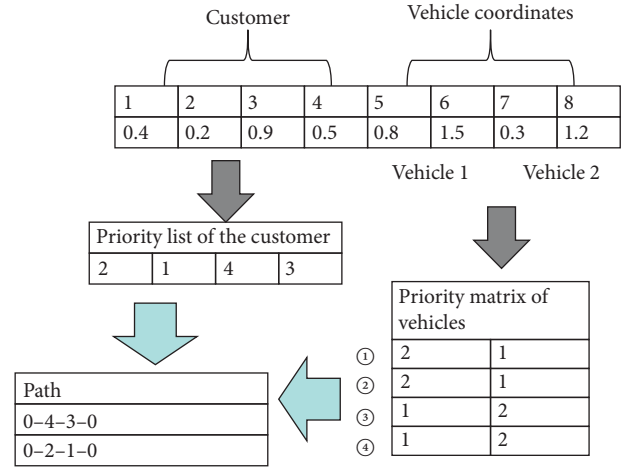 Customer
Vehicle coordinates
1 2 3 4 5 6 7 8
0.4 0.2 0.9 0.5 0.8 1.5 0.3 1.2
Vehicle 1 Vehicle 2
Priority list of the customer
2 1 4 3
Priority matrix of
vehicles
① 2 1
② 2 1
③ 1 2
④ 1 2
Path
0–4–3–0
0–2–1–0